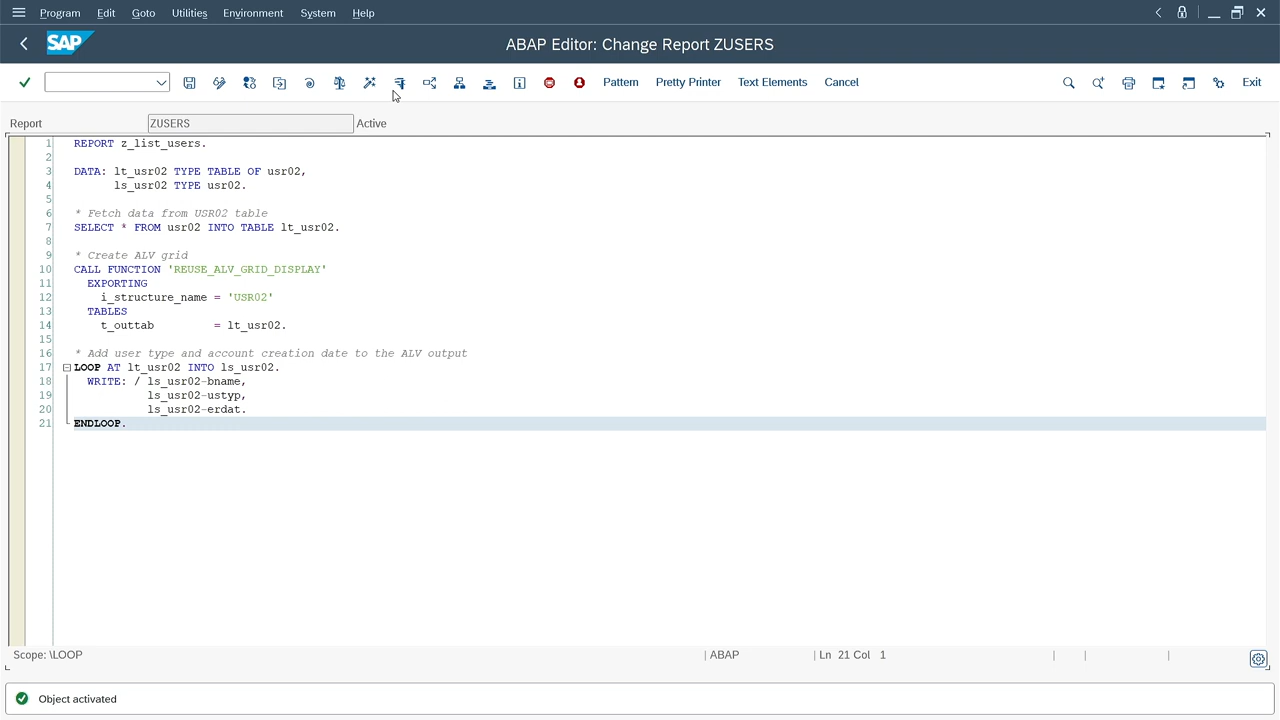 Program Edit Goto Utilities Environment System Help
SAP ABAP Editor: Change Report ZUSERS
Pattern Pretty Printer Text Elements Cancel Exit
Report ZUSERS Active
1 REPORT z_list_users.
2
3 DATA: lt_usr02 TYPE TABLE OF usr02,
4 ls_usr02 TYPE usr02.
5
6 * Fetch data from USR02 table
7 SELECT * FROM usr02 INTO TABLE lt_usr02.
8
9 * Create ALV grid
10 CALL FUNCTION 'REUSE_ALV_GRID_DISPLAY'
11 EXPORTING
12 i_structure_name = 'USR02'
13 TABLES
14 t_outtab = lt_usr02.
15
16 * Add user type and account creation date to the ALV output
17 LOOP AT lt_usr02 INTO ls_usr02.
18 WRITE: / ls_usr02-bname,
19 ls_usr02-ustyp,
20 ls_usr02-erdat.
21 ENDLOOP.
Scope: \LOOP | ABAP | Ln 21 Col 1 | | |
Object activated